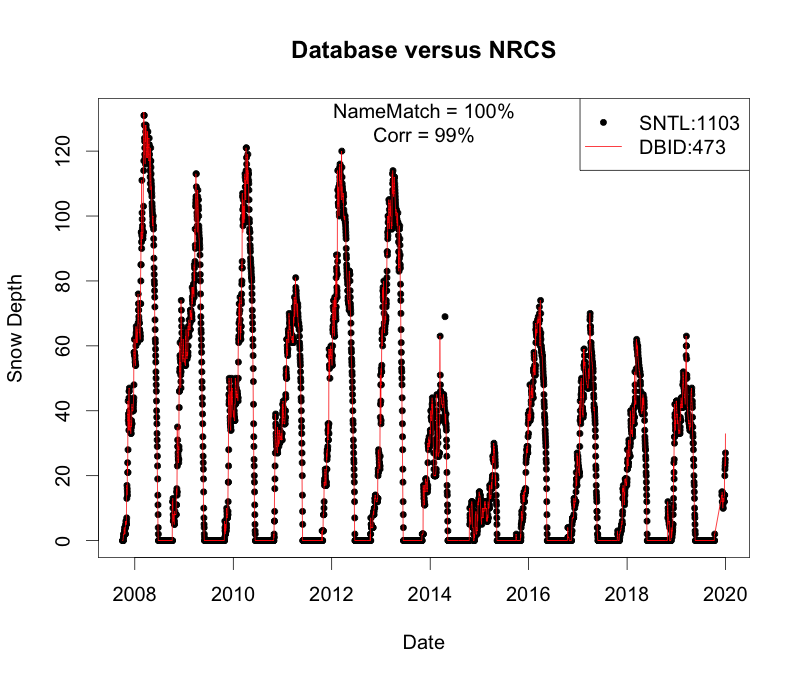 Database versus NRCS
NameMatch = 100%
Corr = 99%
SNTL:1103
DBID:473
Snow Depth
120
100
80
60
40
20
0
2008 2010 2012 2014 2016 2018 2020
Date